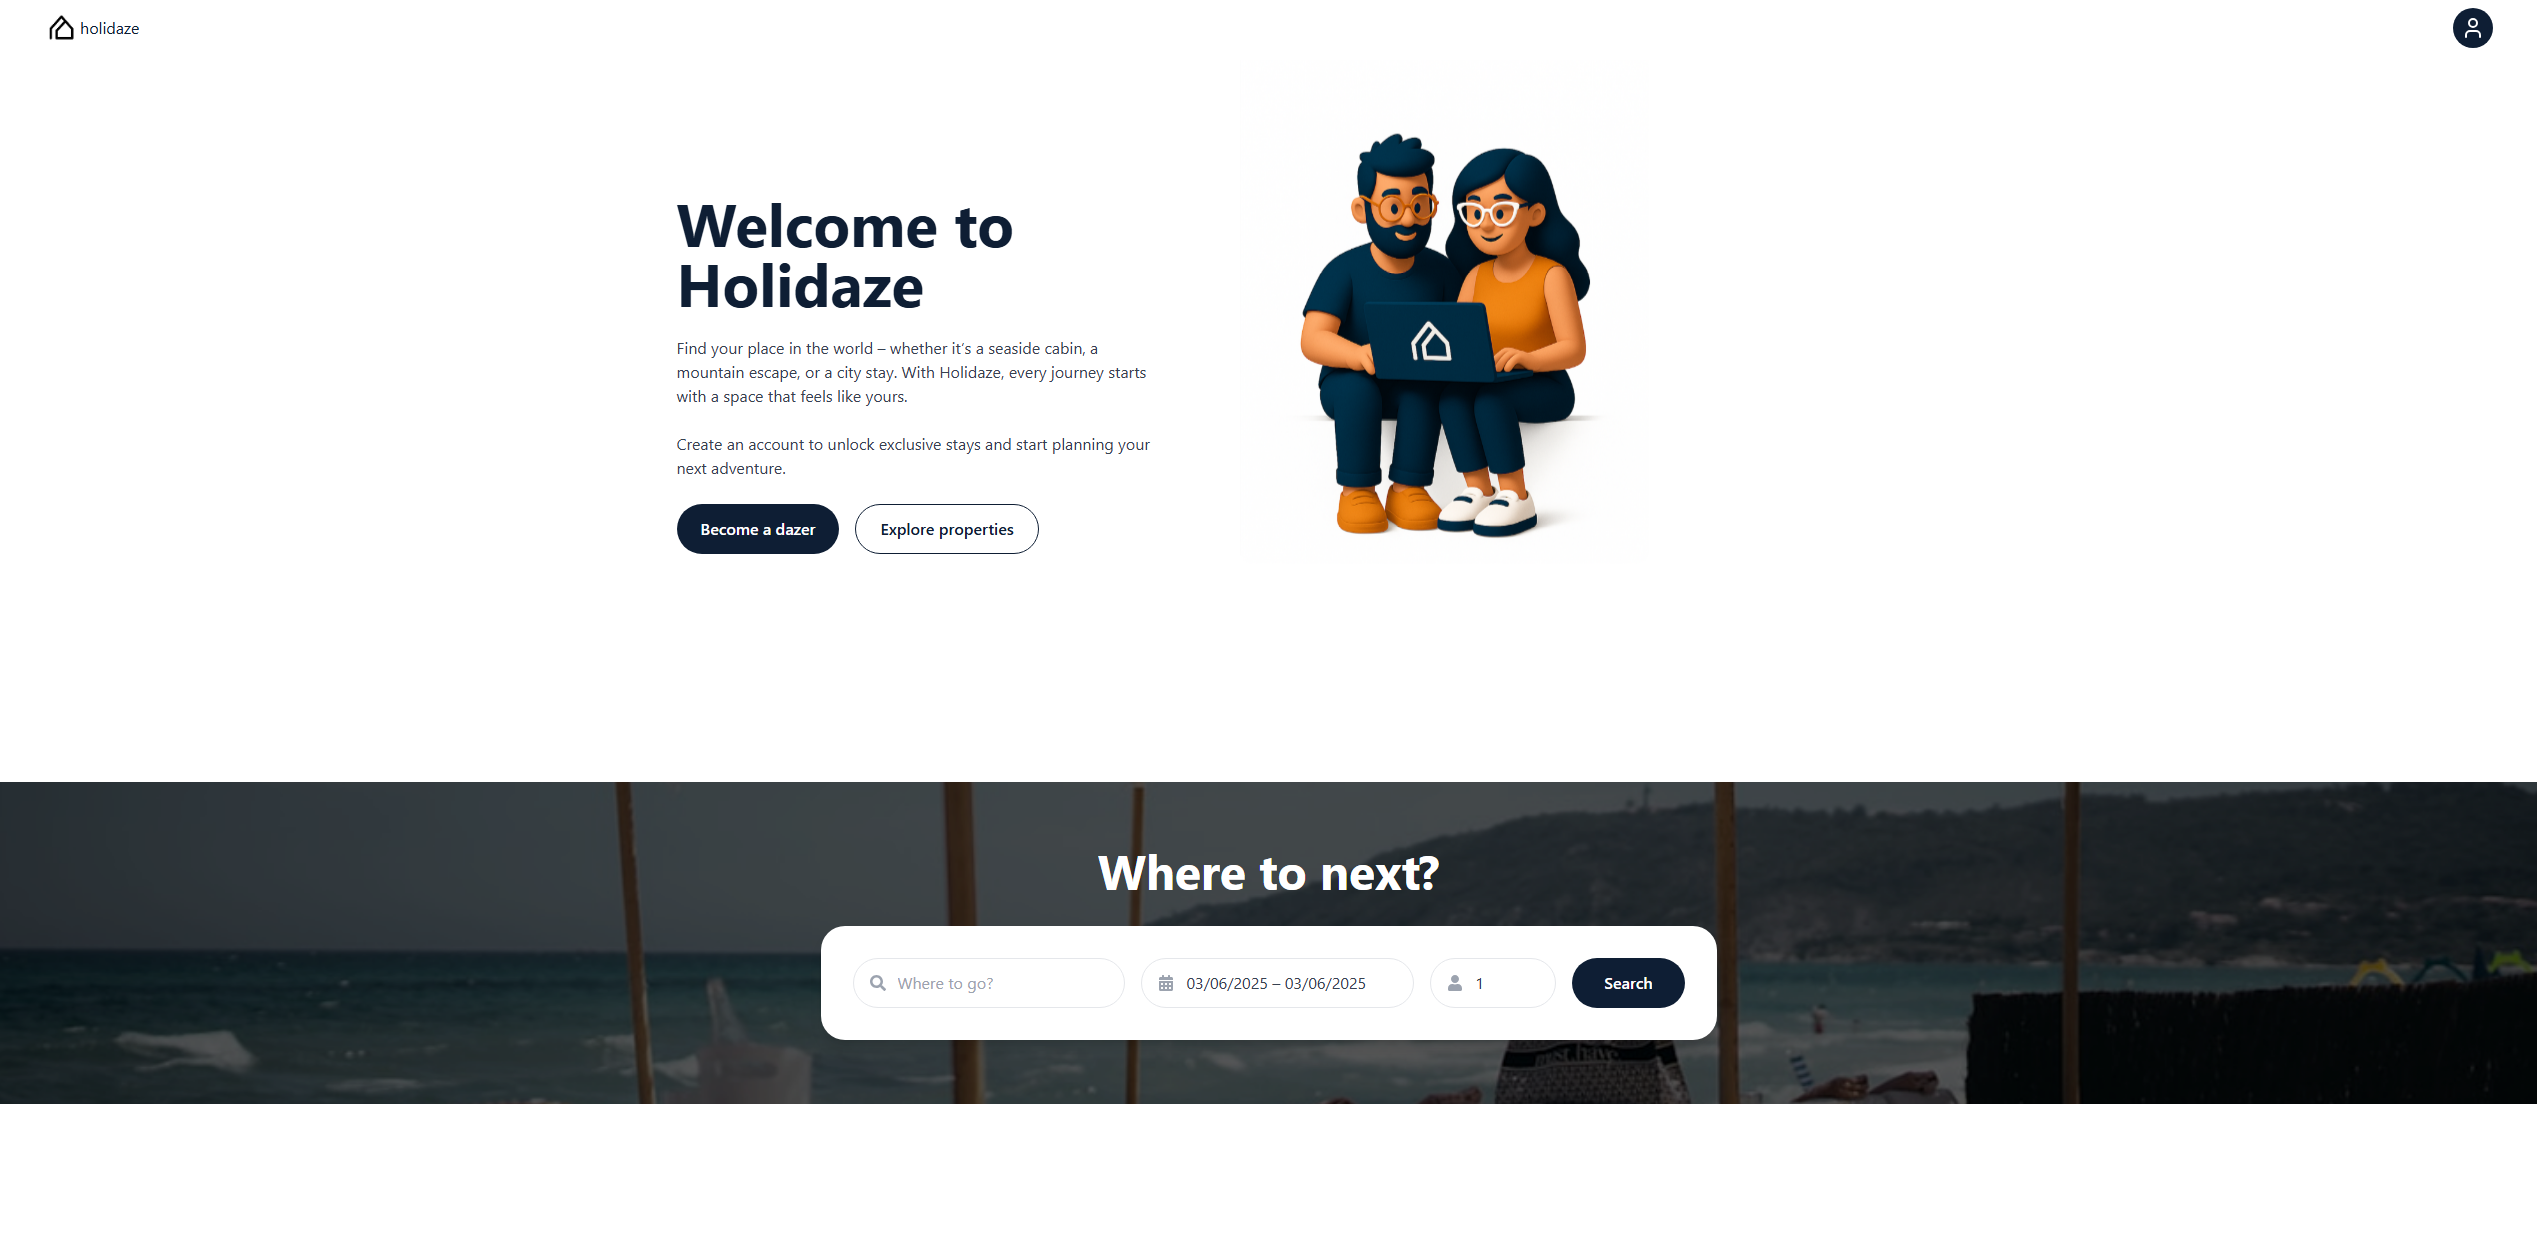 holidaze
Welcome to
Holidaze
Find your place in the world – whether it's a seaside cabin, a
mountain escape, or a city stay. With Holidaze, every journey starts
with a space that feels like yours.
Create an account to unlock exclusive stays and start planning your
next adventure.
Become a dazer
Explore properties
Where to next?
Where to go?
03/06/2025 – 03/06/2025
1
Search
must have